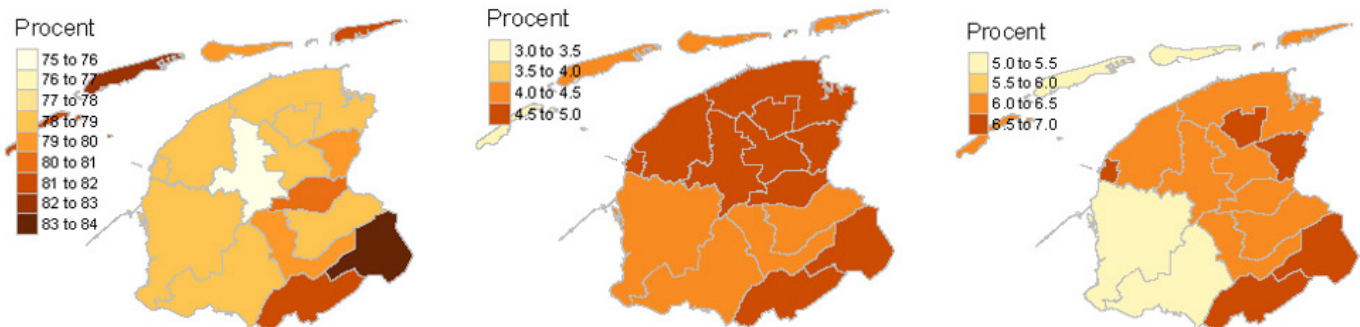 Procent
75 to 76
76 to 77
77 to 78
78 to 79
79 to 80
80 to 81
81 to 82
82 to 83
83 to 84
Procent
3.0 to 3.5
3.5 to 4.0
4.0 to 4.5
4.5 to 5.0
Procent
5.0 to 5.5
5.5 to 6.0
6.0 to 6.5
6.5 to 7.0